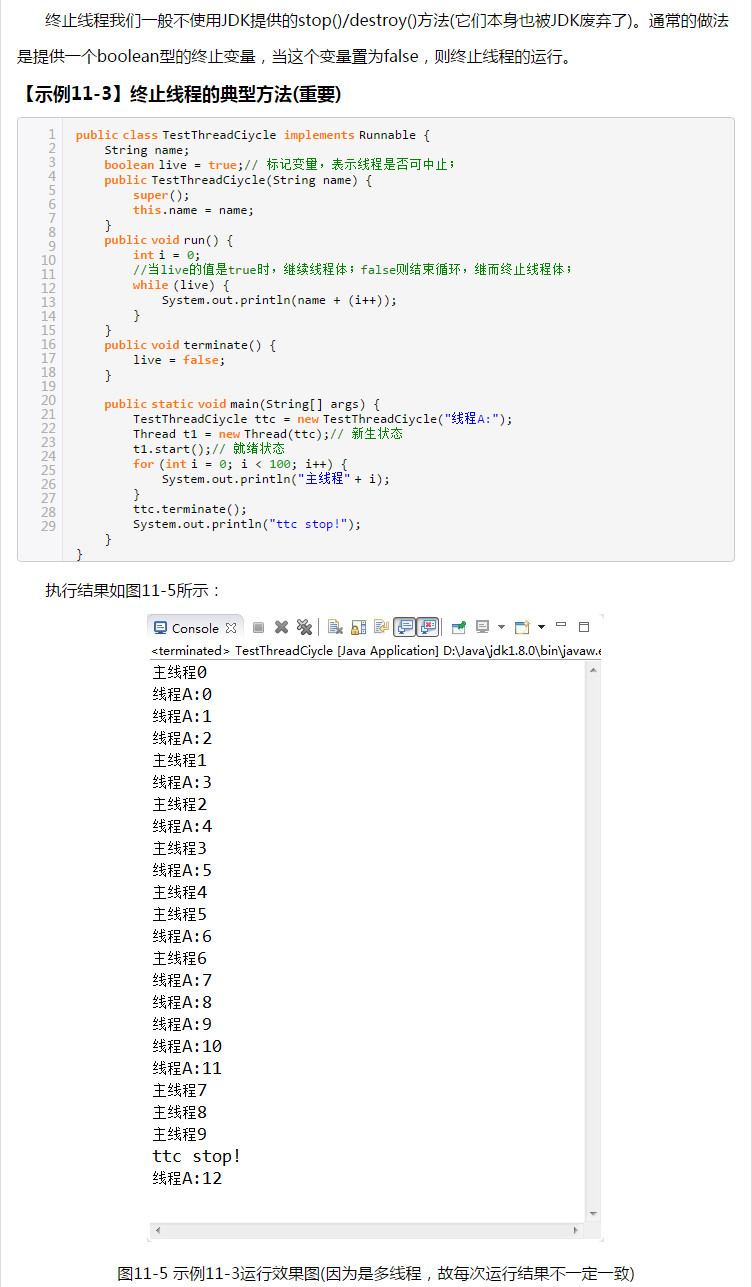 终止线程我们一般不使用JDK提供的stop()/destroy()方法(它们本身也被JDK废弃了)。通常的做法
是提供一个boolean型的终止变量，当这个变量置为false，则终止线程的运行。
【示例11-3】终止线程的典型方法(重要)
1 public class TestThreadCiycle implements Runnable {
2     String name;
3     boolean live = true;// 标记变量，表示线程是否可中止；
4     public TestThreadCiycle(String name) {
5         super();
6         this.name = name;
7     }
8     public void run() {
9         int i = 0;
10         //当live的值是true时，继续线程体；false则结束循环，继而终止线程体；
11         while (live) {
12             System.out.println(name + (i++));
13         }
14     }
15     public void terminate() {
16         live = false;
17     }
18
19     public static void main(String[] args) {
20         TestThreadCiycle ttc = new TestThreadCiycle("线程A:");
21         Thread t1 = new Thread(ttc);// 新生状态
22         t1.start();// 就绪状态
23         for (int i = 0; i < 100; i++) {
24             System.out.println("主线程" + i);
25         }
26         ttc.terminate();
27         System.out.println("ttc stop!");
28     }
29 }
执行结果如图11-5所示：
Console
<terminated> TestThreadCiycle [Java Application] D:\Java\jdk1.8.0\bin\javaw.e
主线程0
线程A:0
线程A:1
线程A:2
主线程1
线程A:3
主线程2
线程A:4
主线程3
线程A:5
主线程4
主线程5
线程A:6
主线程6
线程A:7
线程A:8
线程A:9
线程A:10
线程A:11
主线程7
主线程8
主线程9
ttc stop!
线程A:12
图11-5 示例11-3运行效果图(因为是多线程，故每次运行结果不一定一致)